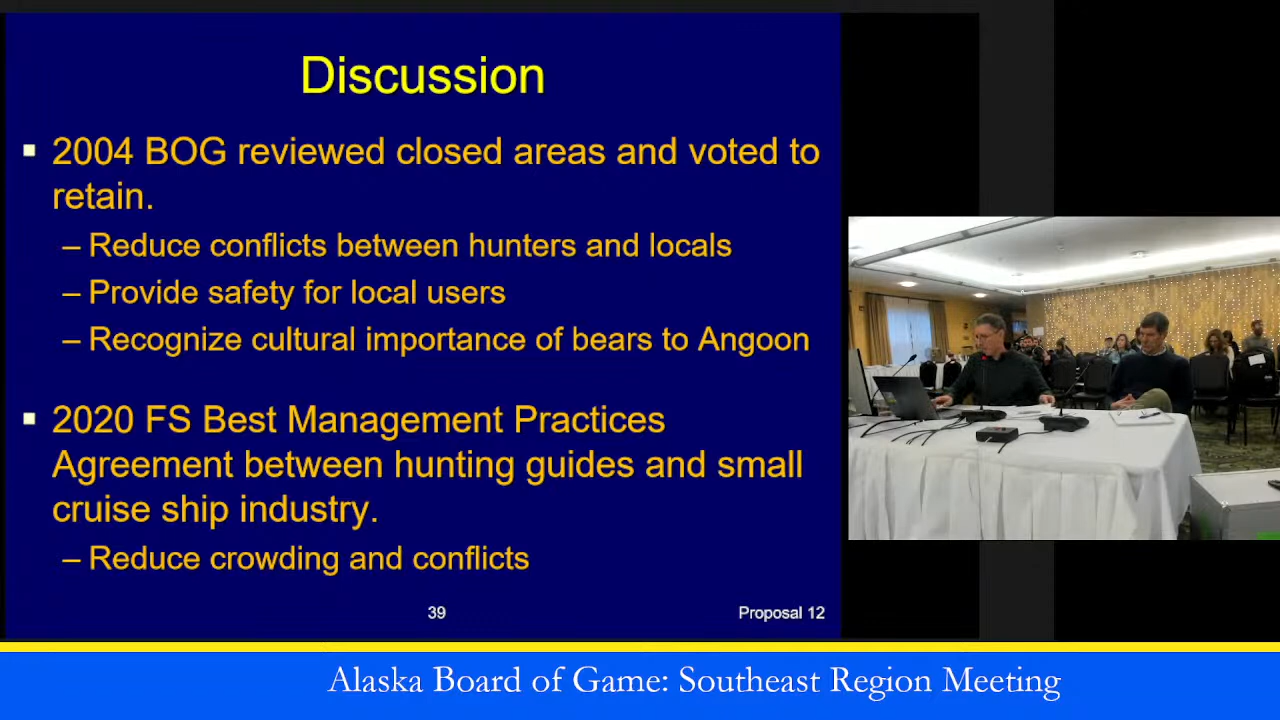 Discussion
▪ 2004 BOG reviewed closed areas and voted to
retain.
– Reduce conflicts between hunters and locals
– Provide safety for local users
– Recognize cultural importance of bears to Angoon
▪ 2020 FS Best Management Practices
Agreement between hunting guides and small
cruise ship industry.
– Reduce crowding and conflicts
39
Proposal 12
Alaska Board of Game: Southeast Region Meeting